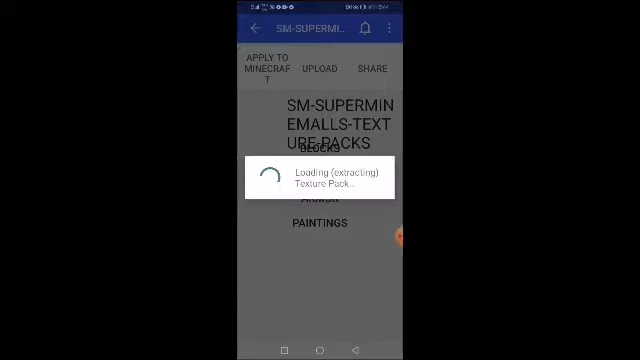 SM-SUPERMI...
APPLY TO
MINECRAF
T
UPLOAD
SHARE
SM-SUPERMIN
EMALLS-TEXT
URE-PACKS
BLOCKS
Loading (extracting)
Texture Pack...
ARMOR
PAINTINGS